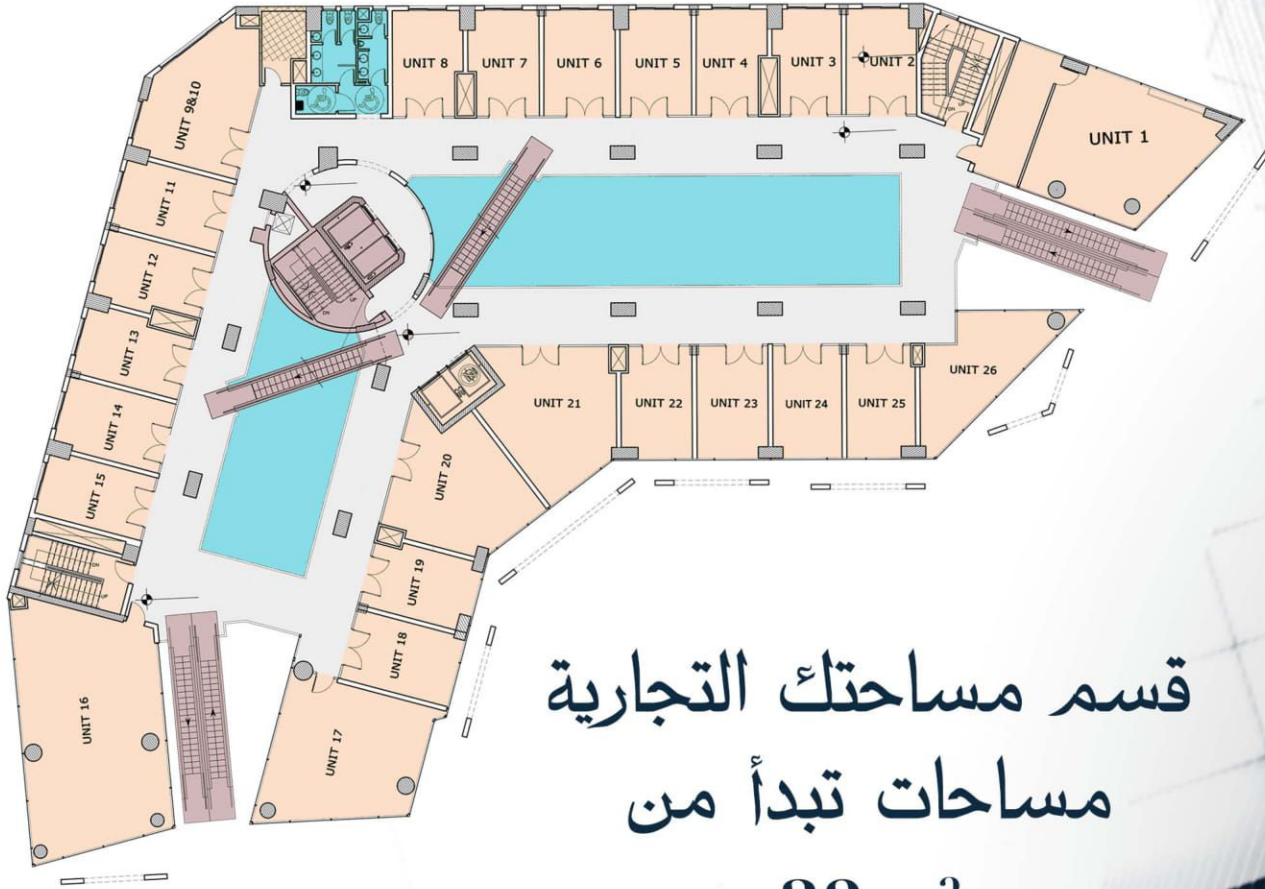 UNIT 8
UNIT 7
UNIT 6
UNIT 5
UNIT 4
UNIT 3
UNIT 2
UNIT 1
UNIT 9&10
UNIT 11
UNIT 12
UNIT 13
UNIT 14
UNIT 15
UNIT 16
UNIT 17
UNIT 18
UNIT 19
UNIT 20
UNIT 21
UNIT 22
UNIT 23
UNIT 24
UNIT 25
UNIT 26
قسم مساحتك التجارية
مساحات تبدأ من